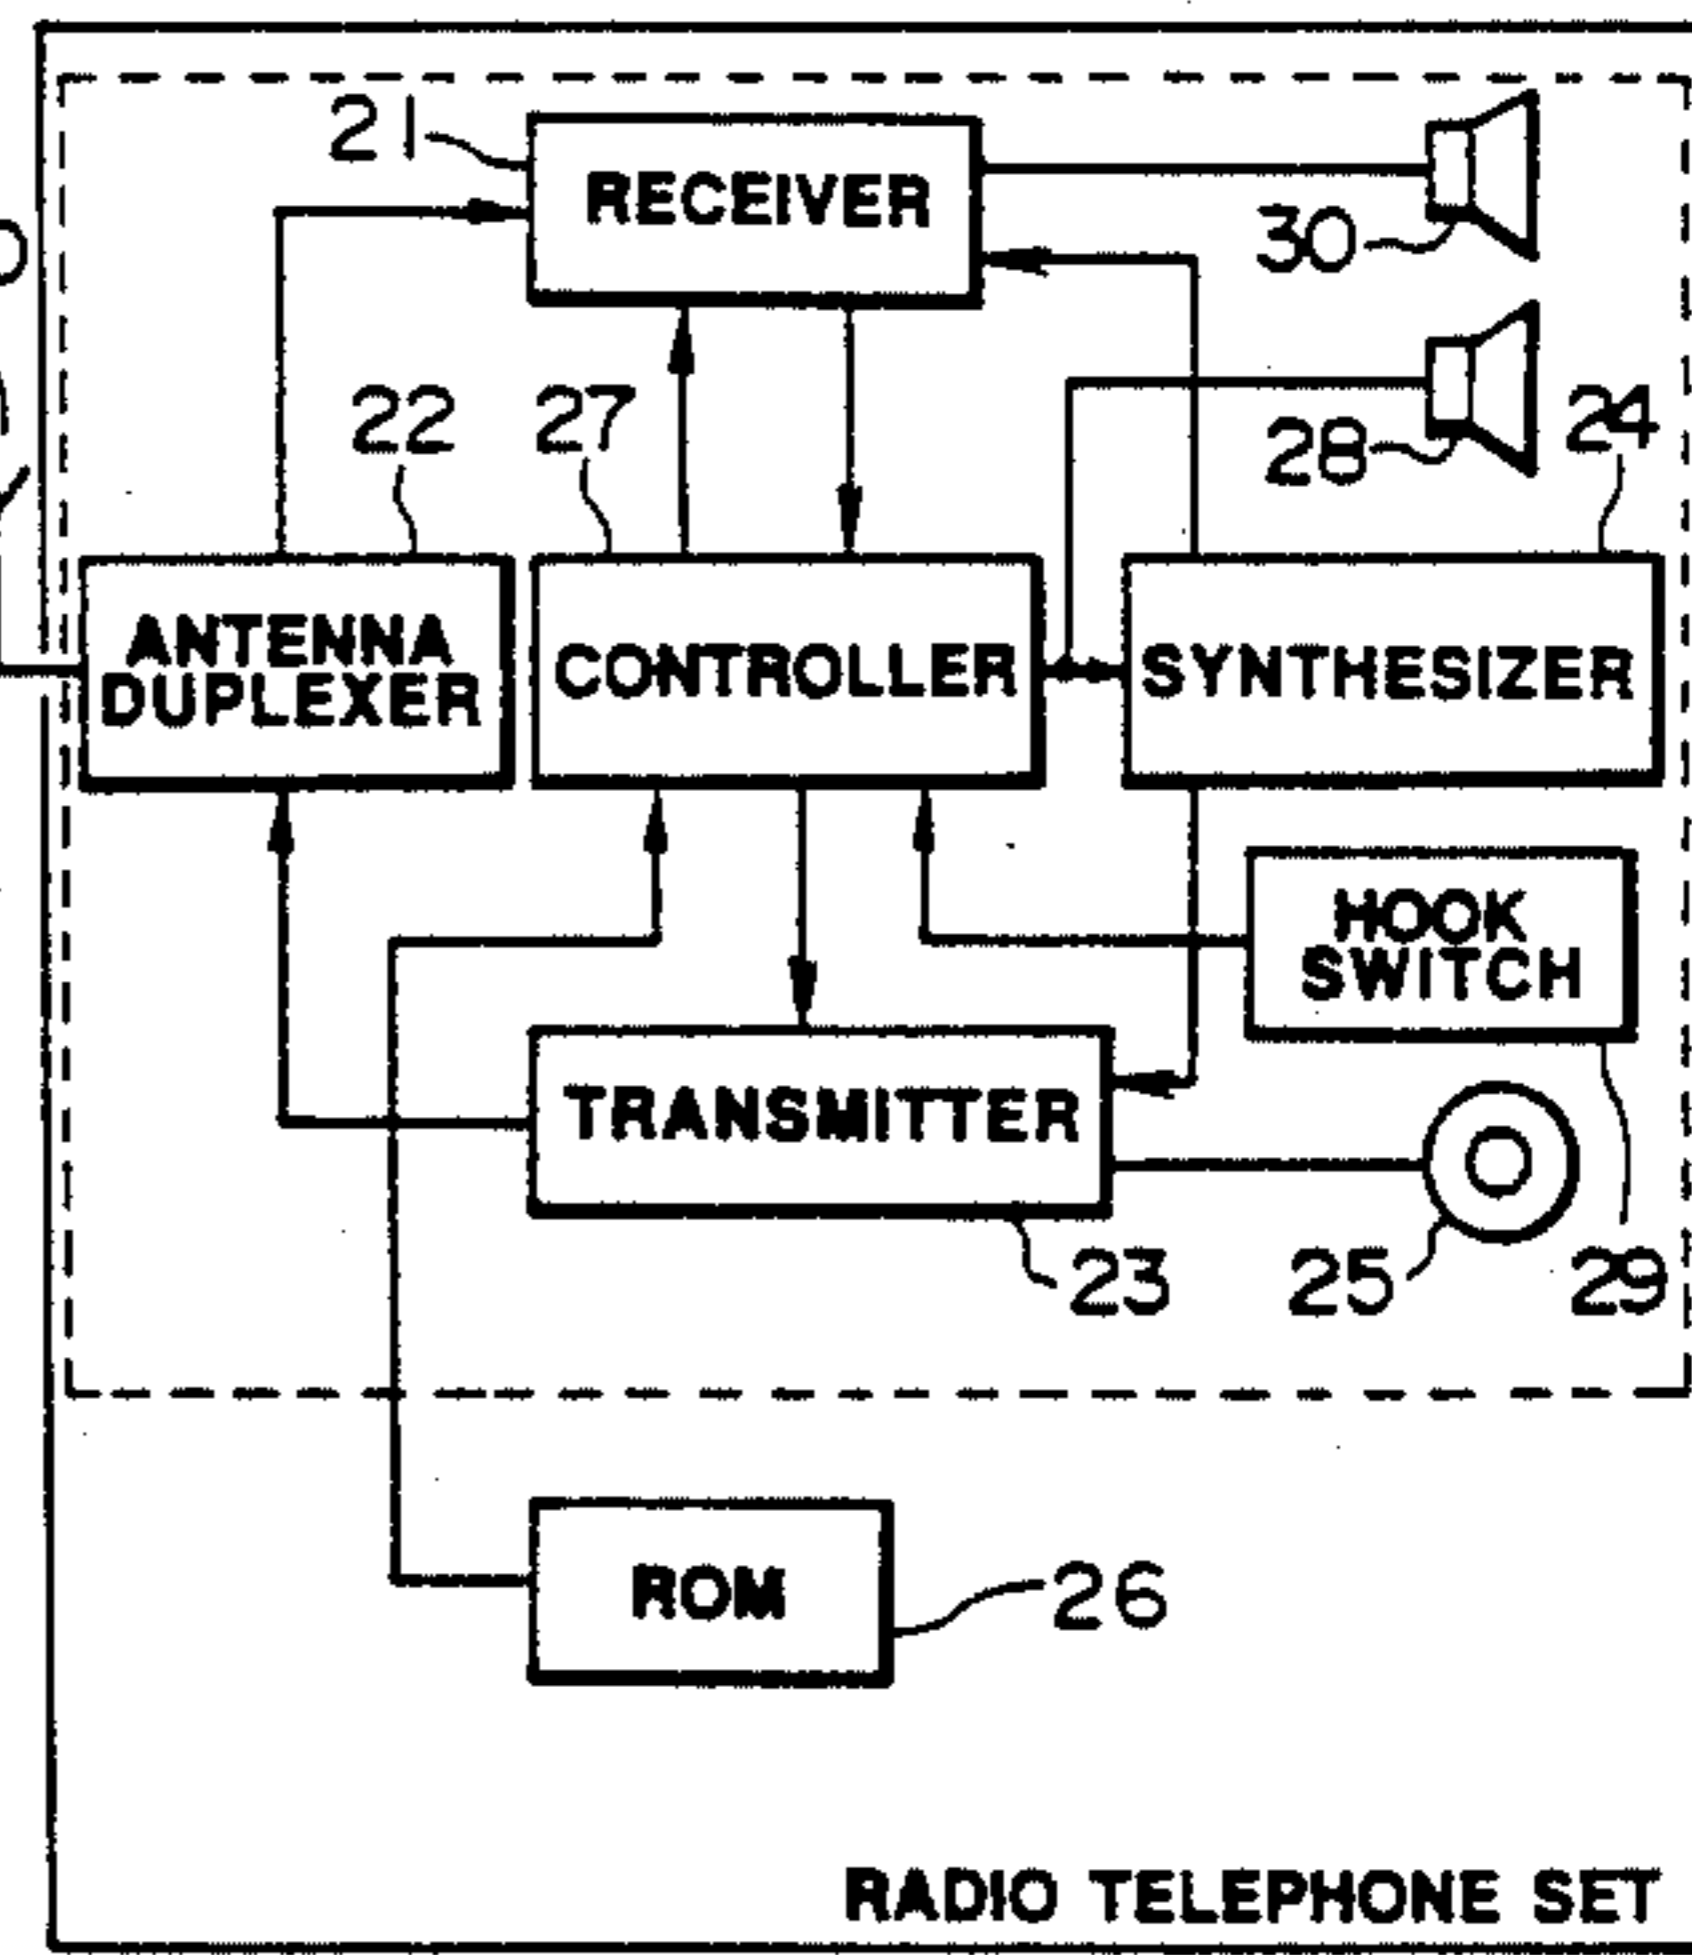 21
RECEIVER
30
22
27
28
24
ANTENNA
DUPLEXER
CONTROLLER
SYNTHESIZER
HOOK
SWITCH
TRANSMITTER
23
25
29
ROM
26
RADIO TELEPHONE SET